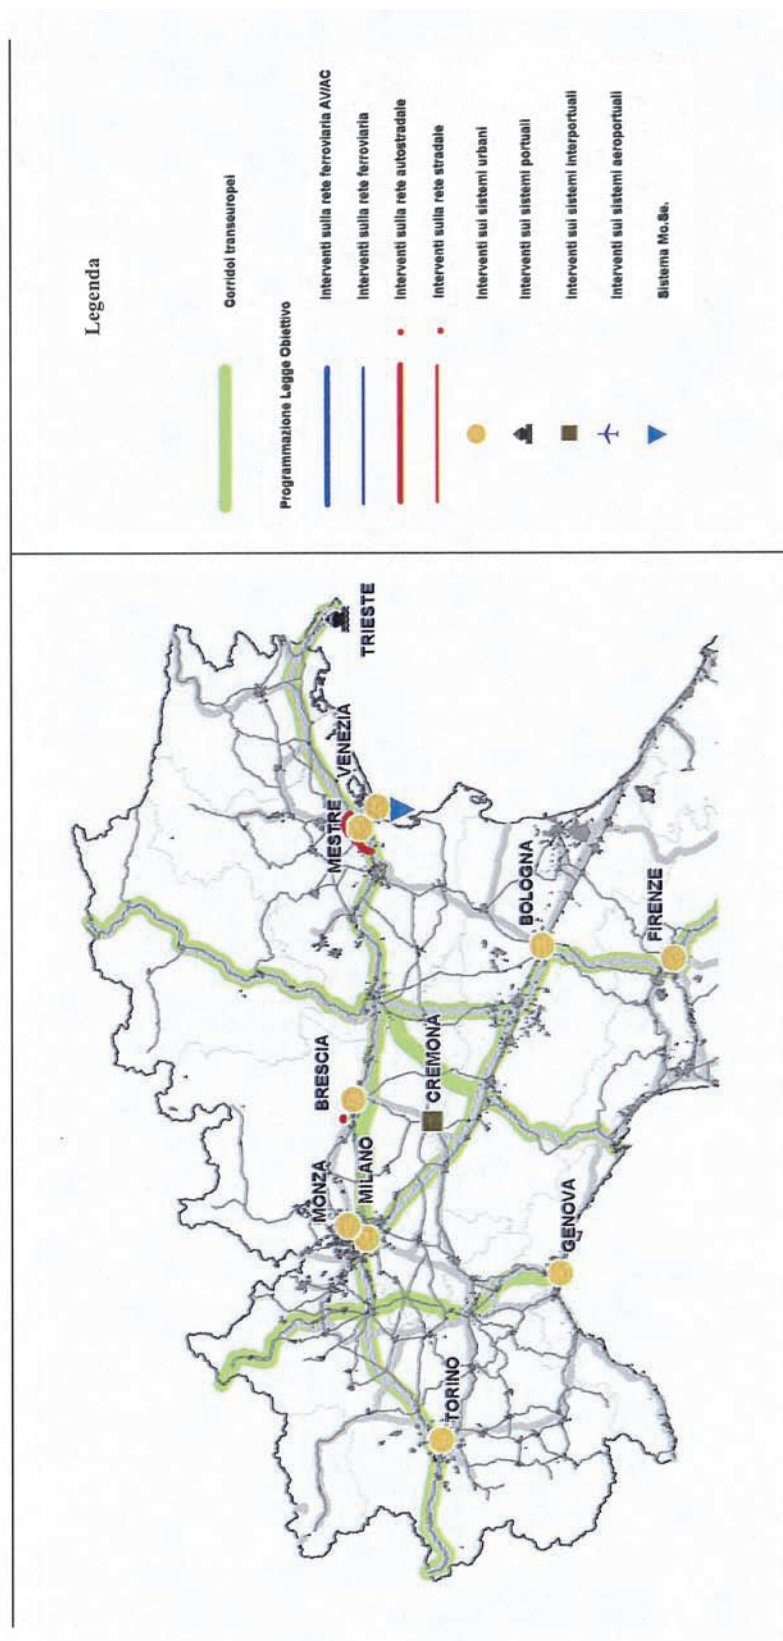 TRIESTE
VENEZIA
MESTRE
BOLOGNA
FIRENZE
BRESCIA
CREMONA
MONZA
MILANO
GENOVA
TORINO
Legenda
Corridoi transeuropei
Programmazione Legge Obiettivo
Interventi sulla rete ferroviaria AV/AC
Interventi sulla rete ferroviaria
Interventi sulla rete autostradale
Interventi sulla rete stradale
Interventi sui sistemi urbani
Interventi sui sistemi portuali
Interventi sui sistemi interportuali
Interventi sui sistemi aeroportuali
Sistema Mo.Se.